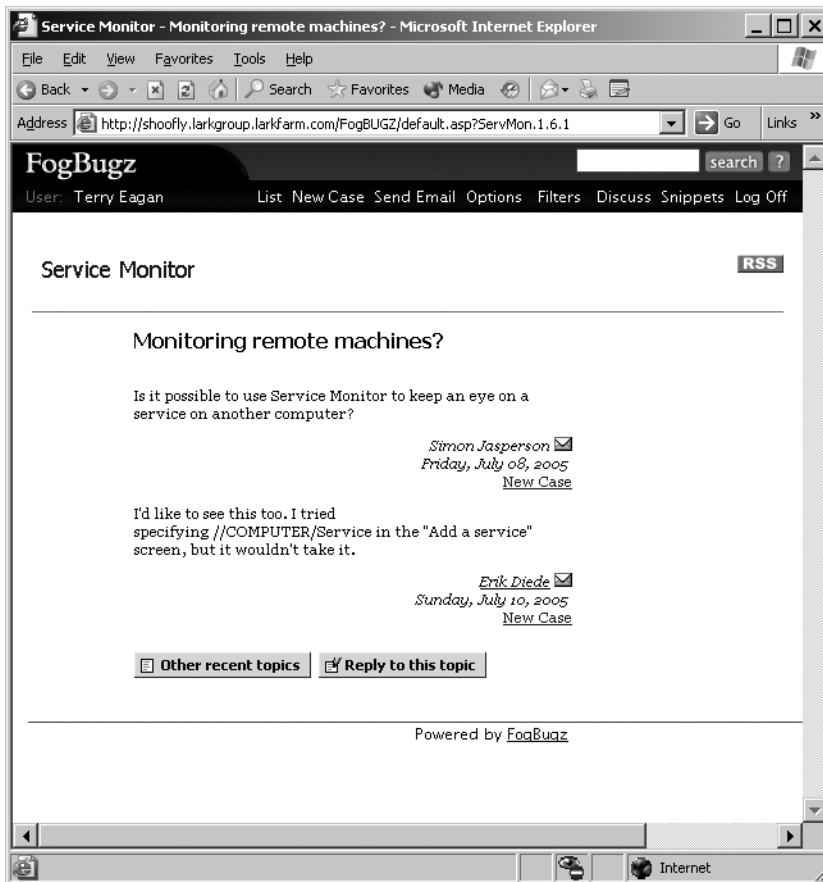 Service Monitor - Monitoring remote machines? - Microsoft Internet Explorer
File Edit View Favorites Tools Help
Back Search Favorites Media
Address http://shoofly.larkgroup.larkfarm.com/FogBUGZ/default.asp?ServMon.1.6.1 Go Links »
FogBugz search ?
User: Terry Eagan List New Case Send Email Options Filters Discuss Snippets Log Off
Service Monitor RSS
Monitoring remote machines?
Is it possible to use Service Monitor to keep an eye on a
service on another computer?
Simon Jasperson
Friday, July 08, 2005
New Case
I'd like to see this too. I tried
specifying //COMPUTER/Service in the "Add a service"
screen, but it wouldn't take it.
Erik Diede
Sunday, July 10, 2005
New Case
Other recent topics Reply to this topic
Powered by FogBugz
Internet